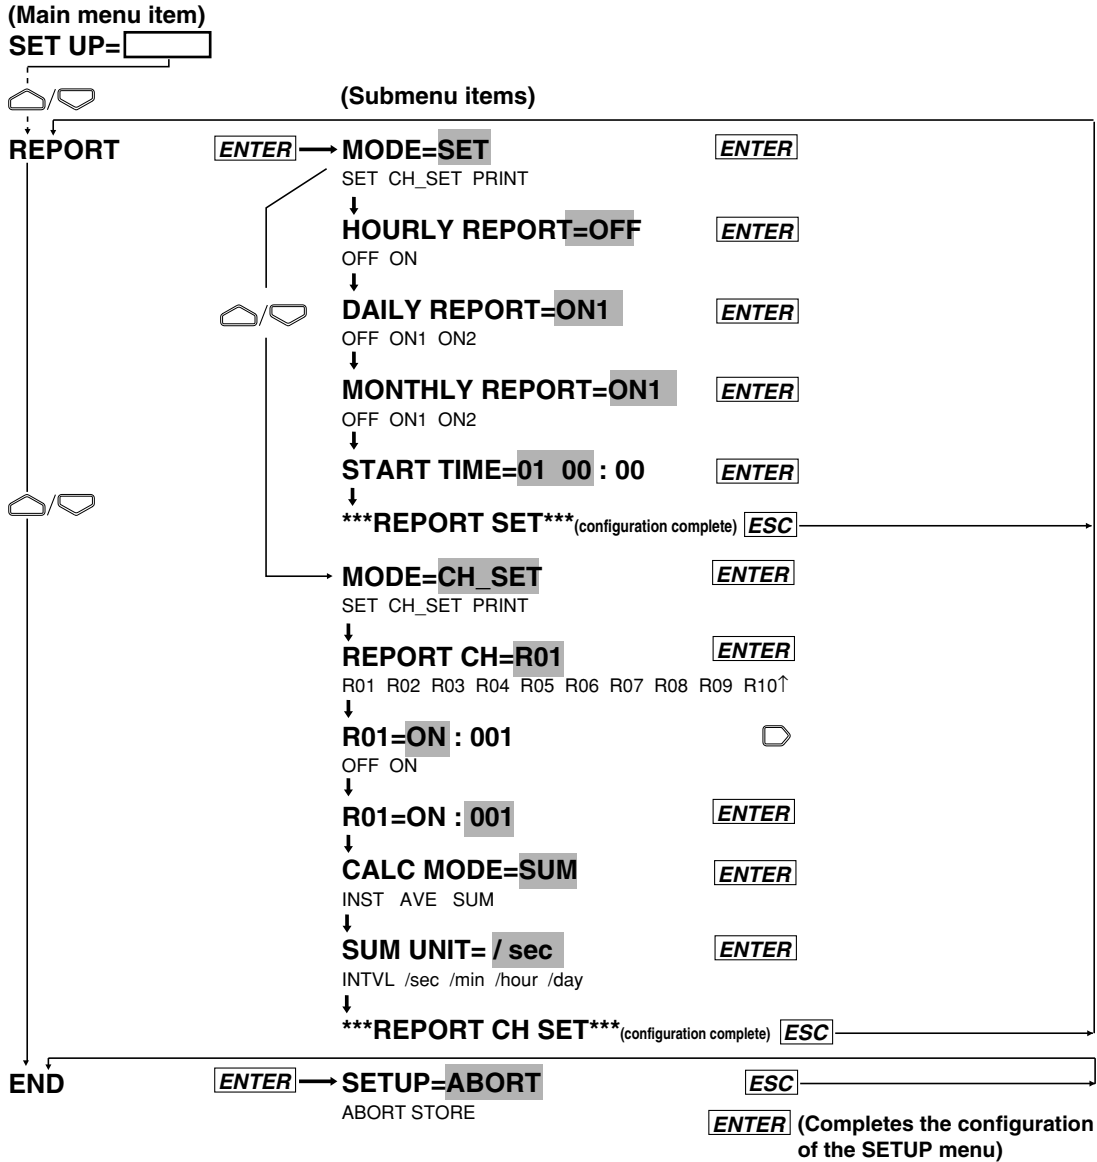 (Main menu item)
SET UP=
(Submenu items)
REPORT ENTER MODE=SET ENTER
SET CH_SET PRINT
HOURLY REPORT=OFF ENTER
OFF ON
/ DAILY REPORT=ON1 ENTER
OFF ON1 ON2
MONTHLY REPORT=ON1 ENTER
OFF ON1 ON2
START TIME=01 00 : 00 ENTER
***REPORT SET***(configuration complete) ESC
MODE=CH_SET ENTER
SET CH_SET PRINT
REPORT CH=R01 ENTER
R01 R02 R03 R04 R05 R06 R07 R08 R09 R10↑
R01=ON : 001
OFF ON
R01=ON : 001 ENTER
CALC MODE=SUM ENTER
INST AVE SUM
SUM UNIT= / sec ENTER
INTVL /sec /min /hour /day
***REPORT CH SET***(configuration complete) ESC
END ENTER SETUP=ABORT ESC
ABORT STORE
ENTER (Completes the configuration
of the SETUP menu)